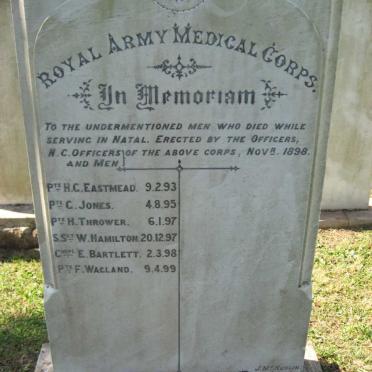 ROYAL ARMY MEDICAL CORPS.
In Memoriam
TO THE UNDERMENTIONED MEN WHO DIED WHILE
SERVING IN NATAL. ERECTED BY THE OFFICERS,
N.C. OFFICERS OF THE ABOVE CORPS, NOVR. 1898.
AND MEN
PTE H.C. EASTMEAD. 9.2.93
PTE C. JONES. 4.8.95
PTE H. THROWER. 6.1.97
S.SGT W. HAMILTON. 20.12.97
CORPL E. BARTLETT. 2.3.98
PTE F. WAGLAND. 9.4.99